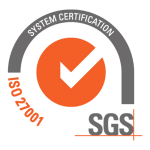 SYSTEM CERTIFICATION
ISO 27001
SGS